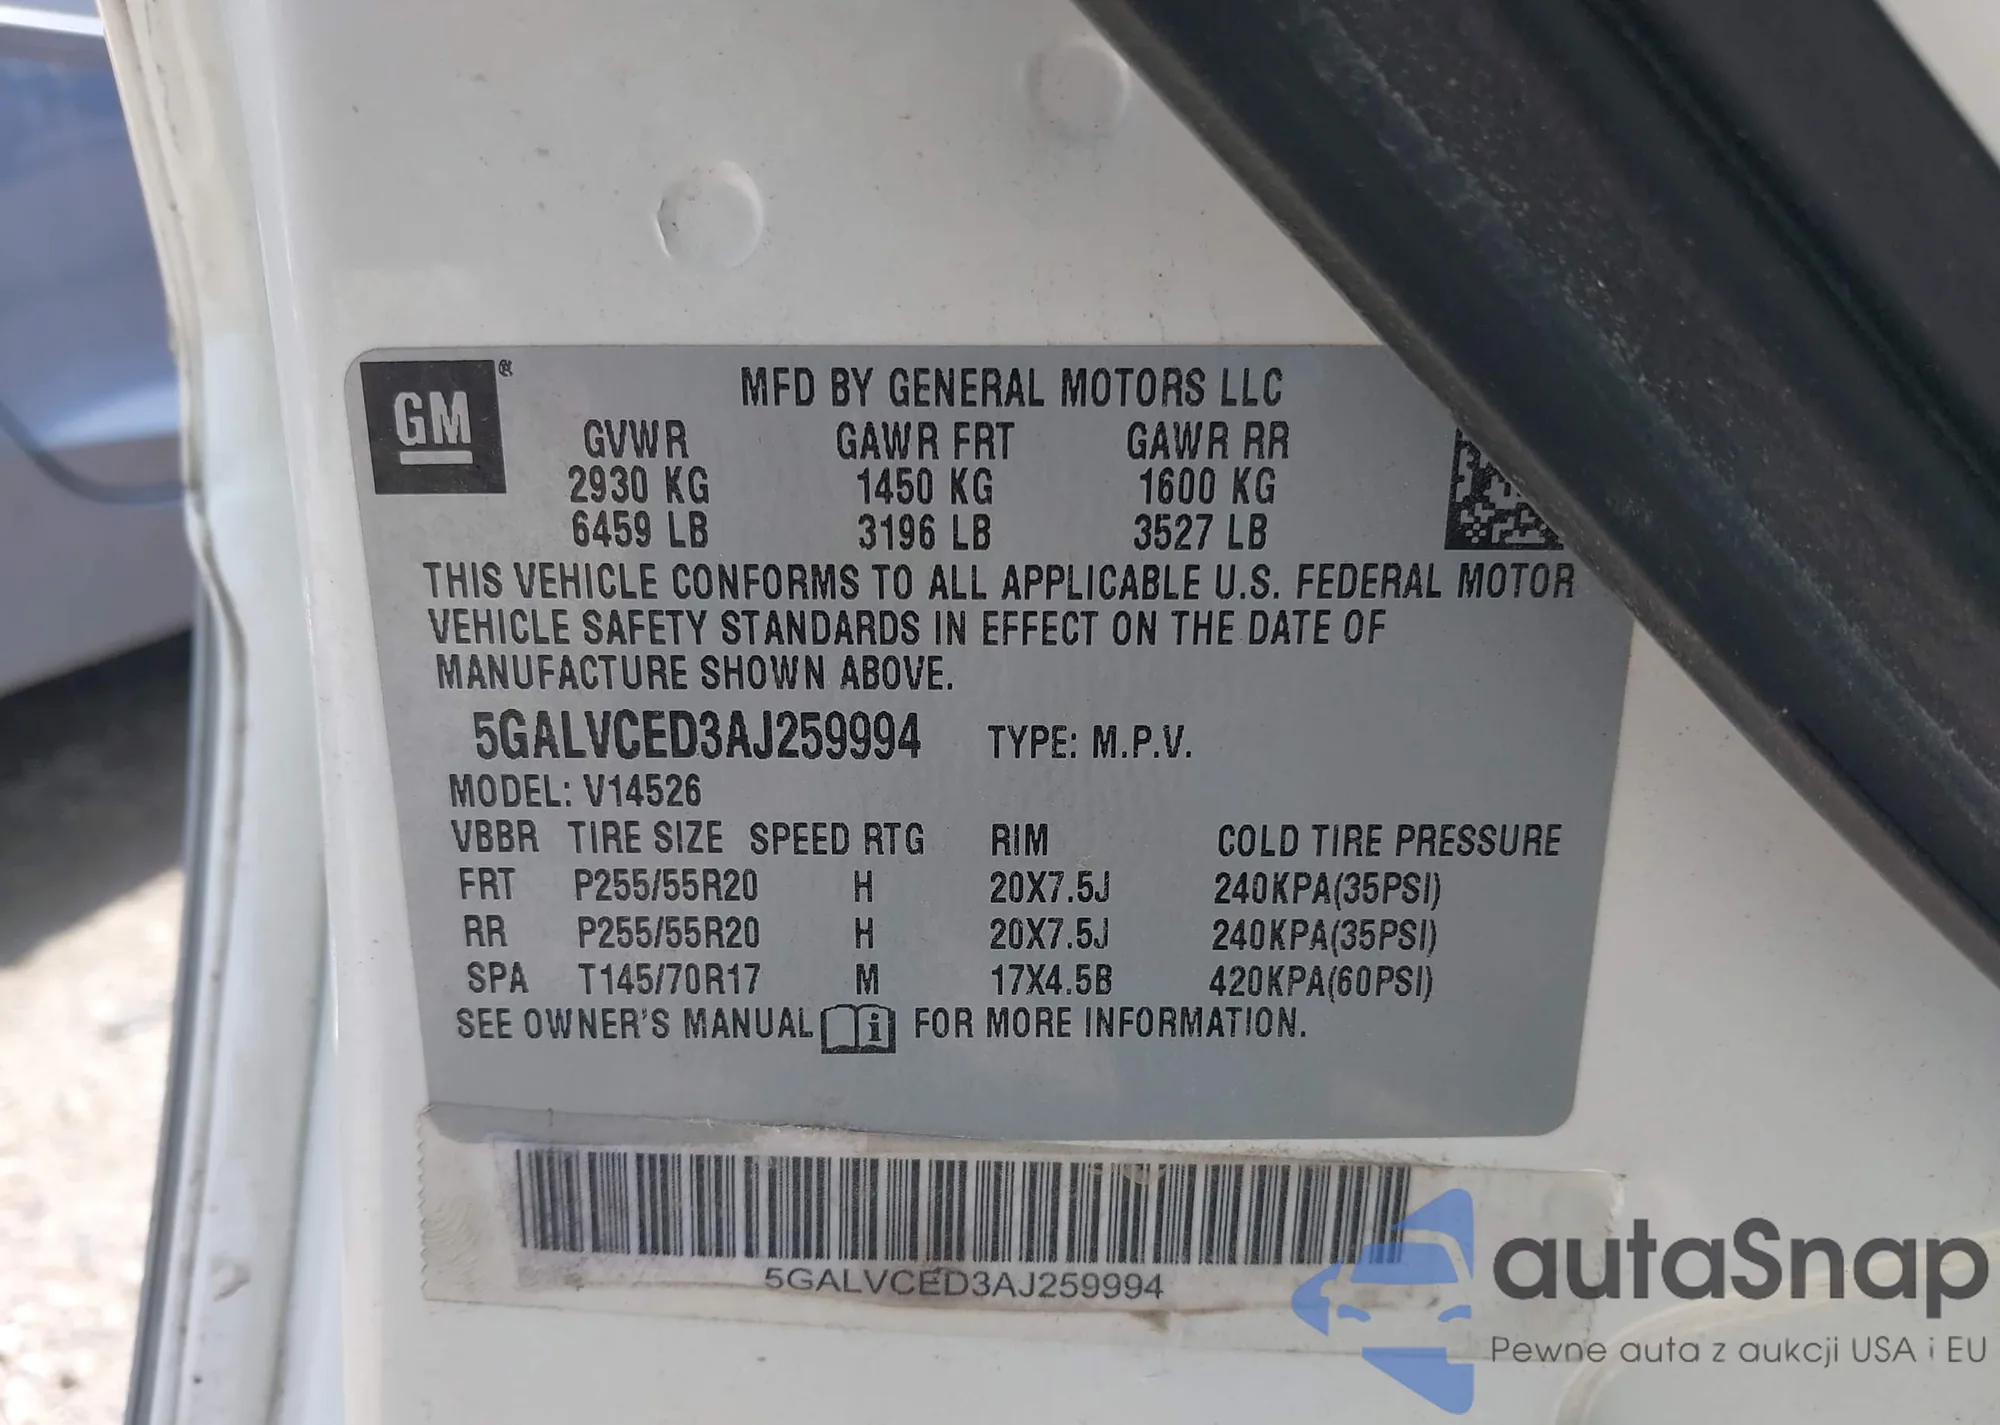 GM®
MFD BY GENERAL MOTORS LLC
GVWR GAWR FRT GAWR RR
2930 KG 1450 KG 1600 KG
6459 LB 3196 LB 3527 LB
THIS VEHICLE CONFORMS TO ALL APPLICABLE U.S. FEDERAL MOTOR
VEHICLE SAFETY STANDARDS IN EFFECT ON THE DATE OF
MANUFACTURE SHOWN ABOVE.
5GALVCED3AJ259994 TYPE: M.P.V.
MODEL: V14526
VBBR TIRE SIZE SPEED RTG RIM COLD TIRE PRESSURE
FRT P255/55R20 H 20X7.5J 240KPA(35PSI)
RR P255/55R20 H 20X7.5J 240KPA(35PSI)
SPA T145/70R17 M 17X4.5B 420KPA(60PSI)
SEE OWNER'S MANUAL i FOR MORE INFORMATION.
5GALVCED3AJ259994
autaSnap
Pewne auta z aukcji USA i EU